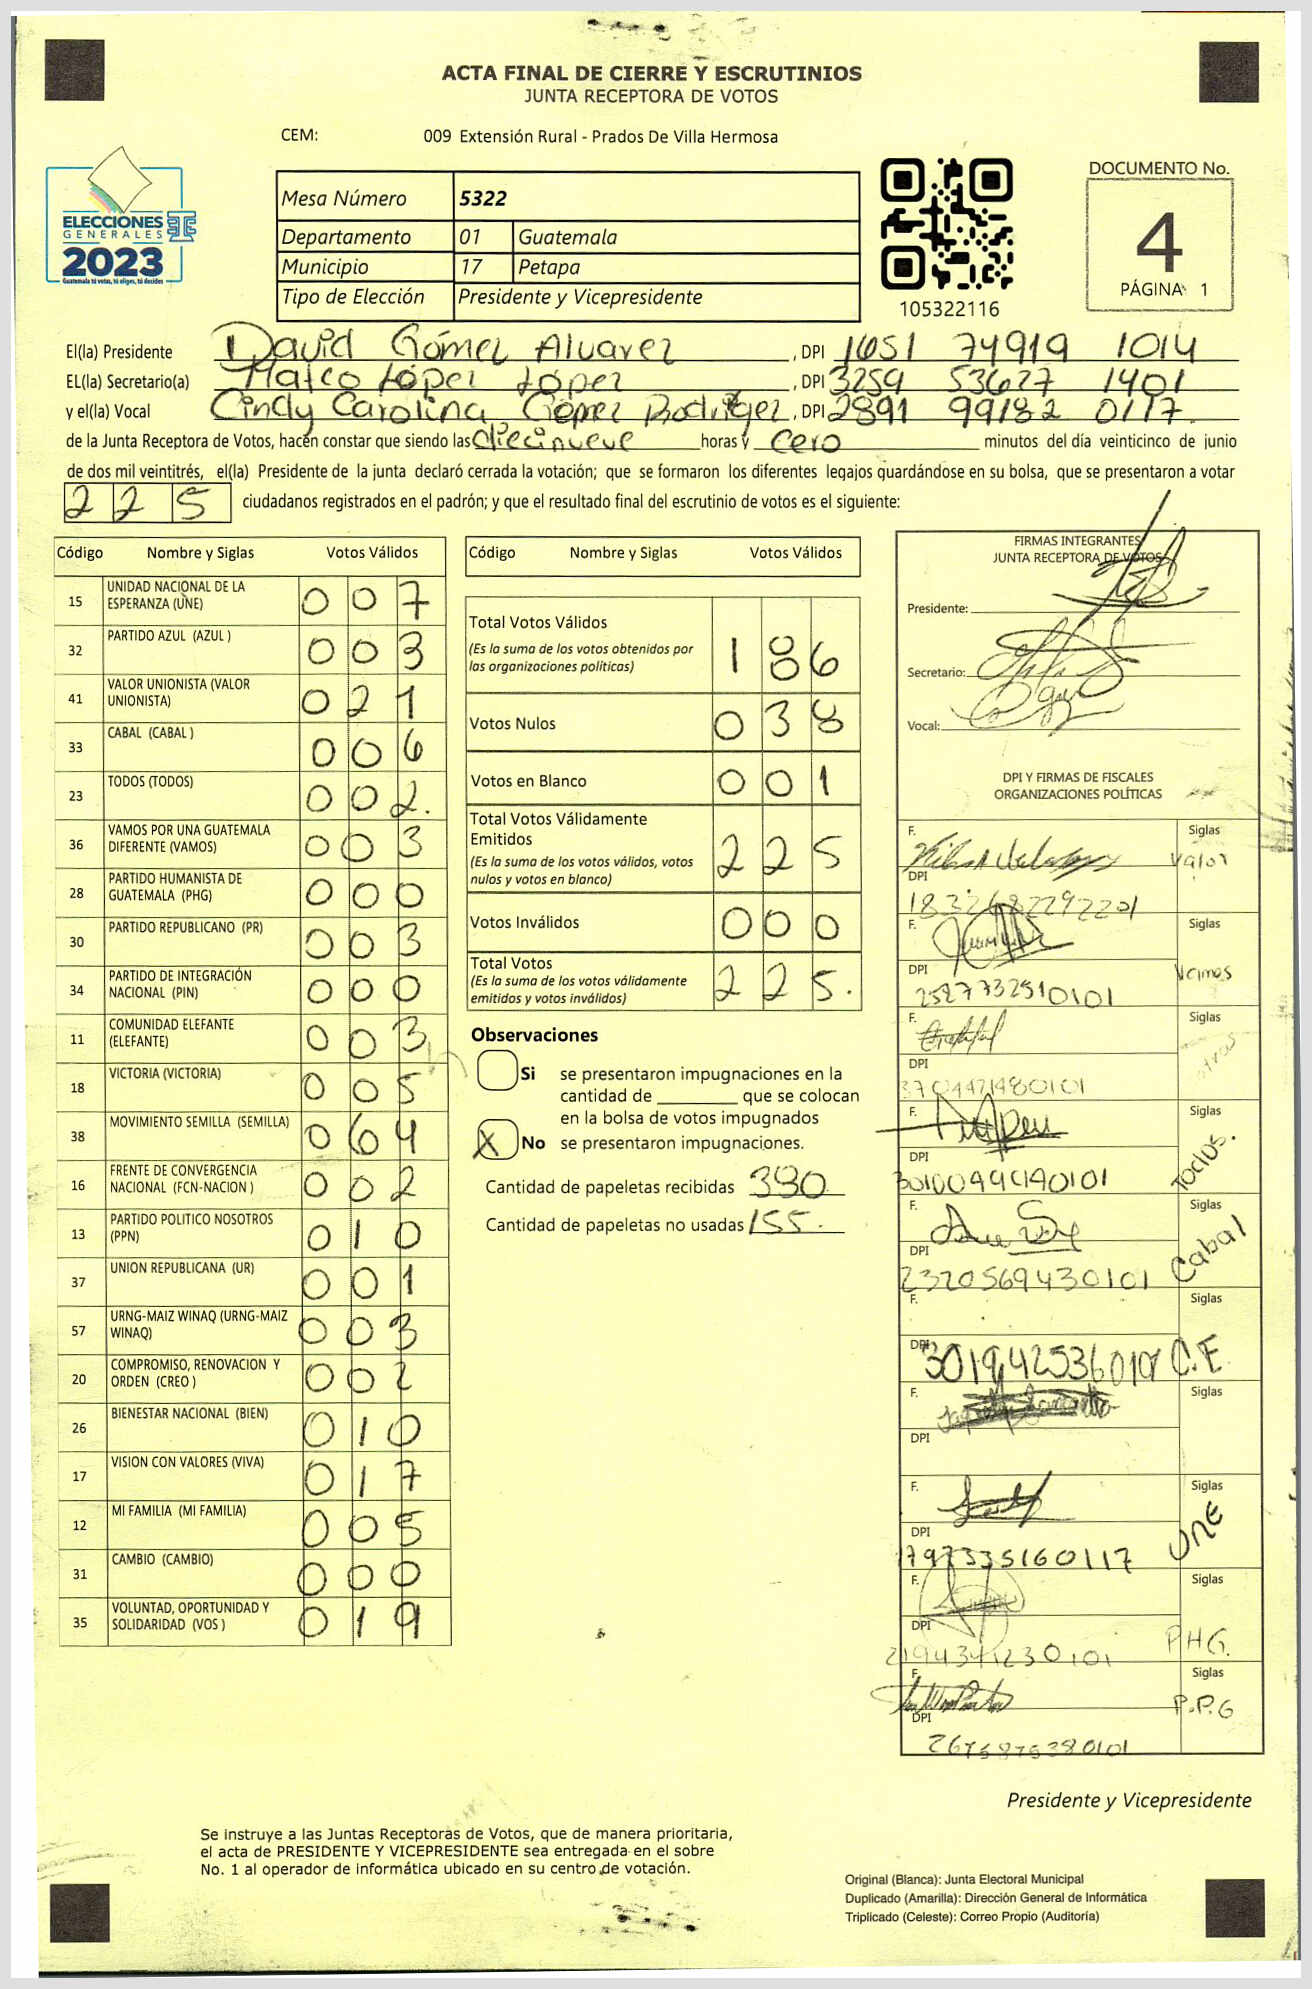 ACTA FINAL DE CIERRE Y ESCRUTINIOS
JUNTA RECEPTORA DE VOTOS
CEM: 009 Extensión Rural - Prados De Villa Hermosa
ELECCIONES
GENERALES
2023
Guatemala tú votas, tú eliges, tú decides
Mesa Número 5322
Departamento 01 Guatemala
Municipio 17 Petapa
Tipo de Elección Presidente y Vicepresidente
105322116
DOCUMENTO No.
4
PÁGINA 1
El(la) Presidente David Gómez Alvarez, DPI 1651 74919 1014
EL(la) Secretario(a) Mateo López López, DPI 3259 53627 1401
y el(la) Vocal Cindy Carolina Gómez Rodriguez, DPI 2891 99182 0117
de la Junta Receptora de Votos, hacen constar que siendo las diecinueve horas y cero minutos del día veinticinco de junio
de dos mil veintitrés, el(la) Presidente de la junta declaró cerrada la votación; que se formaron los diferentes legajos guardándose en su bolsa, que se presentaron a votar
225 ciudadanos registrados en el padrón; y que el resultado final del escrutinio de votos es el siguiente:
Código Nombre y Siglas Votos Válidos
15 UNIDAD NACIONAL DE LA ESPERANZA (UNE) 007
32 PARTIDO AZUL (AZUL ) 003
41 VALOR UNIONISTA (VALOR UNIONISTA) 021
33 CABAL (CABAL ) 006
23 TODOS (TODOS) 002.
36 VAMOS POR UNA GUATEMALA DIFERENTE (VAMOS) 003
28 PARTIDO HUMANISTA DE GUATEMALA (PHG) 000
30 PARTIDO REPUBLICANO (PR) 003
34 PARTIDO DE INTEGRACIÓN NACIONAL (PIN) 000
11 COMUNIDAD ELEFANTE (ELEFANTE) 003
18 VICTORIA (VICTORIA) 005
38 MOVIMIENTO SEMILLA (SEMILLA) 064
16 FRENTE DE CONVERGENCIA NACIONAL (FCN-NACION ) 002
13 PARTIDO POLITICO NOSOTROS (PPN) 010
37 UNION REPUBLICANA (UR) 001
57 URNG-MAIZ WINAQ (URNG-MAIZ WINAQ) 003
20 COMPROMISO, RENOVACION Y ORDEN (CREO ) 002
26 BIENESTAR NACIONAL (BIEN) 010
17 VISION CON VALORES (VIVA) 017
12 MI FAMILIA (MI FAMILIA) 005
31 CAMBIO (CAMBIO) 000
35 VOLUNTAD, OPORTUNIDAD Y SOLIDARIDAD (VOS ) 019
Código Nombre y Siglas Votos Válidos
Total Votos Válidos 186
(Es la suma de los votos obtenidos por
las organizaciones políticas)
Votos Nulos 038
Votos en Blanco 001
Total Votos Válidamente
Emitidos 225
(Es la suma de los votos válidos, votos
nulos y votos en blanco)
Votos Inválidos 000
Total Votos 225.
(Es la suma de los votos válidamente
emitidos y votos inválidos)
Observaciones
Si se presentaron impugnaciones en la
cantidad de ________ que se colocan
en la bolsa de votos impugnados
X No se presentaron impugnaciones.
Cantidad de papeletas recibidas 380
Cantidad de papeletas no usadas 155.
FIRMAS INTEGRANTES
JUNTA RECEPTORA DE VOTOS
Presidente:
Secretario:
Vocal:
DPI Y FIRMAS DE FISCALES
ORGANIZACIONES POLÍTICAS
F. Siglas
Valor
DPI
F. Siglas
DPI Vamos
F. Siglas
DPI
F. Siglas
DPI Todos.
3010049490101
F. Siglas
DPI Cabal
2320569430101
F. Siglas
DPI
C.E
F. Siglas
DPI
F. Siglas
DPI UNE
1797335160117
F. Siglas
DPI PHG.
F. Siglas
P.P.G
DPI
Presidente y Vicepresidente
Se instruye a las Juntas Receptoras de Votos, que de manera prioritaria,
el acta de PRESIDENTE Y VICEPRESIDENTE sea entregada en el sobre
No. 1 al operador de informática ubicado en su centro de votación.
Original (Blanca): Junta Electoral Municipal
Duplicado (Amarilla): Dirección General de Informática
Triplicado (Celeste): Correo Propio (Auditoría)